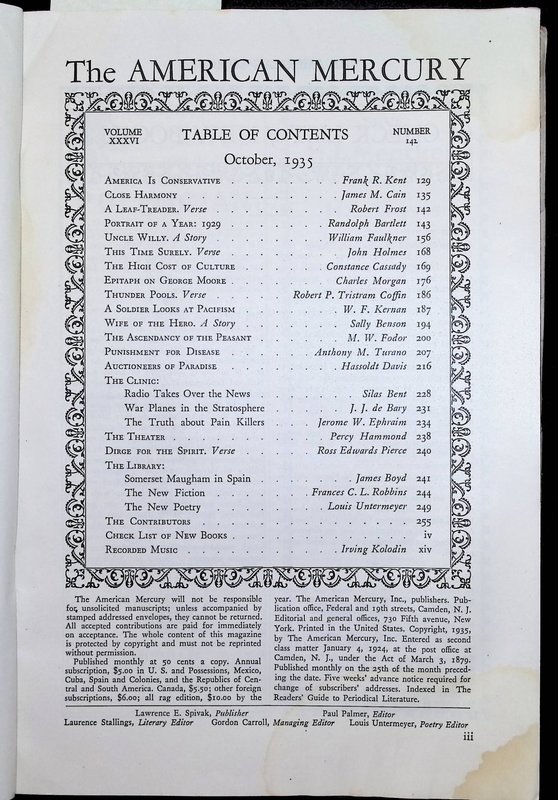 The AMERICAN MERCURY
VOLUME XXXVI
TABLE OF CONTENTS
NUMBER 142
October, 1935
America Is Conservative . . . . . . . . Frank R. Kent 129
Close Harmony . . . . . . . . . . . James M. Cain 135
A Leaf-Treader. Verse . . . . . . . . . Robert Frost 142
Portrait of a Year: 1929 . . . . . . . Randolph Bartlett 143
Uncle Willy. A Story . . . . . . . . William Faulkner 156
This Time Surely. Verse . . . . . . . . John Holmes 168
The High Cost of Culture . . . . . . Constance Cassady 169
Epitaph on George Moore . . . . . . . Charles Morgan 176
Thunder Pools. Verse . . . . . Robert P. Tristram Coffin 186
A Soldier Looks at Pacifism . . . . . . . W. F. Kernan 187
Wife of the Hero. A Story . . . . . . . Sally Benson 194
The Ascendancy of the Peasant . . . . . . M. W. Fodor 200
Punishment for Disease . . . . . . Anthony M. Turano 207
Auctioneers of Paradise . . . . . . . . Hassoldt Davis 216
The Clinic:
Radio Takes Over the News . . . . . . . Silas Bent 228
War Planes in the Stratosphere . . . . . J. J. de Bary 231
The Truth about Pain Killers . . . . Jerome W. Ephraim 234
The Theater . . . . . . . . . . . Percy Hammond 238
Dirge for the Spirit. Verse . . . . . Ross Edwards Pierce 240
The Library:
Somerset Maugham in Spain . . . . . . . James Boyd 241
The New Fiction . . . . . . . Frances C. L. Robbins 244
The New Poetry . . . . . . . . . Louis Untermeyer 249
The Contributors . . . . . . . . . . . . 255
Check List of New Books . . . . . . . . . . iv
Recorded Music . . . . . . . . . . Irving Kolodin xiv
The American Mercury will not be responsible
for unsolicited manuscripts; unless accompanied by
stamped addressed envelopes, they cannot be returned.
All accepted contributions are paid for immediately
on acceptance. The whole content of this magazine
is protected by copyright and must not be reprinted
without permission.
Published monthly at 50 cents a copy. Annual
subscription, $5.00 in U. S. and Possessions, Mexico,
Cuba, Spain and Colonies, and the Republics of Cen-
tral and South America. Canada, $5.50; other foreign
subscriptions, $6.00; all rag edition, $10.00 by the
year. The American Mercury, Inc., publishers. Pub-
lication office, Federal and 19th streets, Camden, N. J.
Editorial and general offices, 730 Fifth avenue, New
York. Printed in the United States. Copyright, 1935,
by The American Mercury, Inc. Entered as second
class matter January 4, 1924, at the post office at
Camden, N. J., under the Act of March 3, 1879.
Published monthly on the 25th of the month preced-
ing the date. Five weeks' advance notice required for
change of subscribers' addresses. Indexed in The
Readers' Guide to Periodical Literature.
Lawrence E. Spivak, Publisher Paul Palmer, Editor
Laurence Stallings, Literary Editor Gordon Carroll, Managing Editor Louis Untermeyer, Poetry Editor
iii